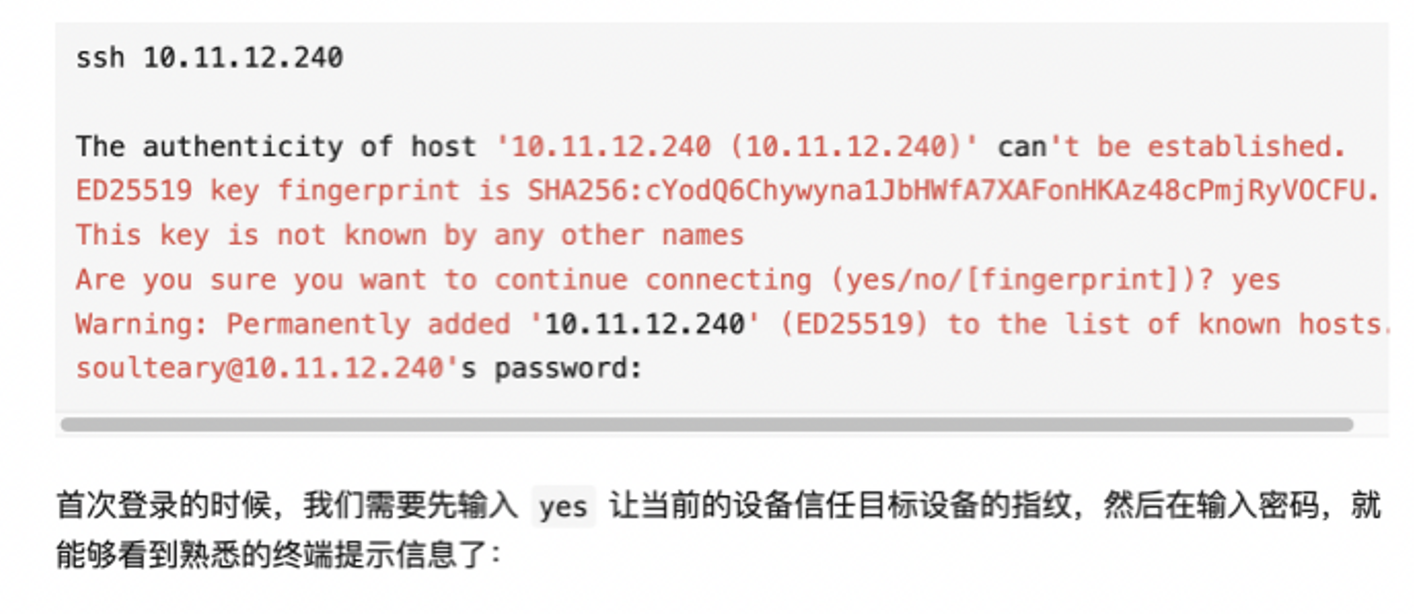 ssh 10.11.12.240
The authenticity of host '10.11.12.240 (10.11.12.240)' can't be established.
ED25519 key fingerprint is SHA256:cYodQ6Chywyna1JbHWfA7XAFonHKAz48cPmjRyVOCFU.
This key is not known by any other names
Are you sure you want to continue connecting (yes/no/[fingerprint])? yes
Warning: Permanently added '10.11.12.240' (ED25519) to the list of known hosts.
soulteary@10.11.12.240's password:
首次登录的时候，我们需要先输入 yes 让当前的设备信任目标设备的指纹，然后在输入密码，就
能够看到熟悉的终端提示信息了：